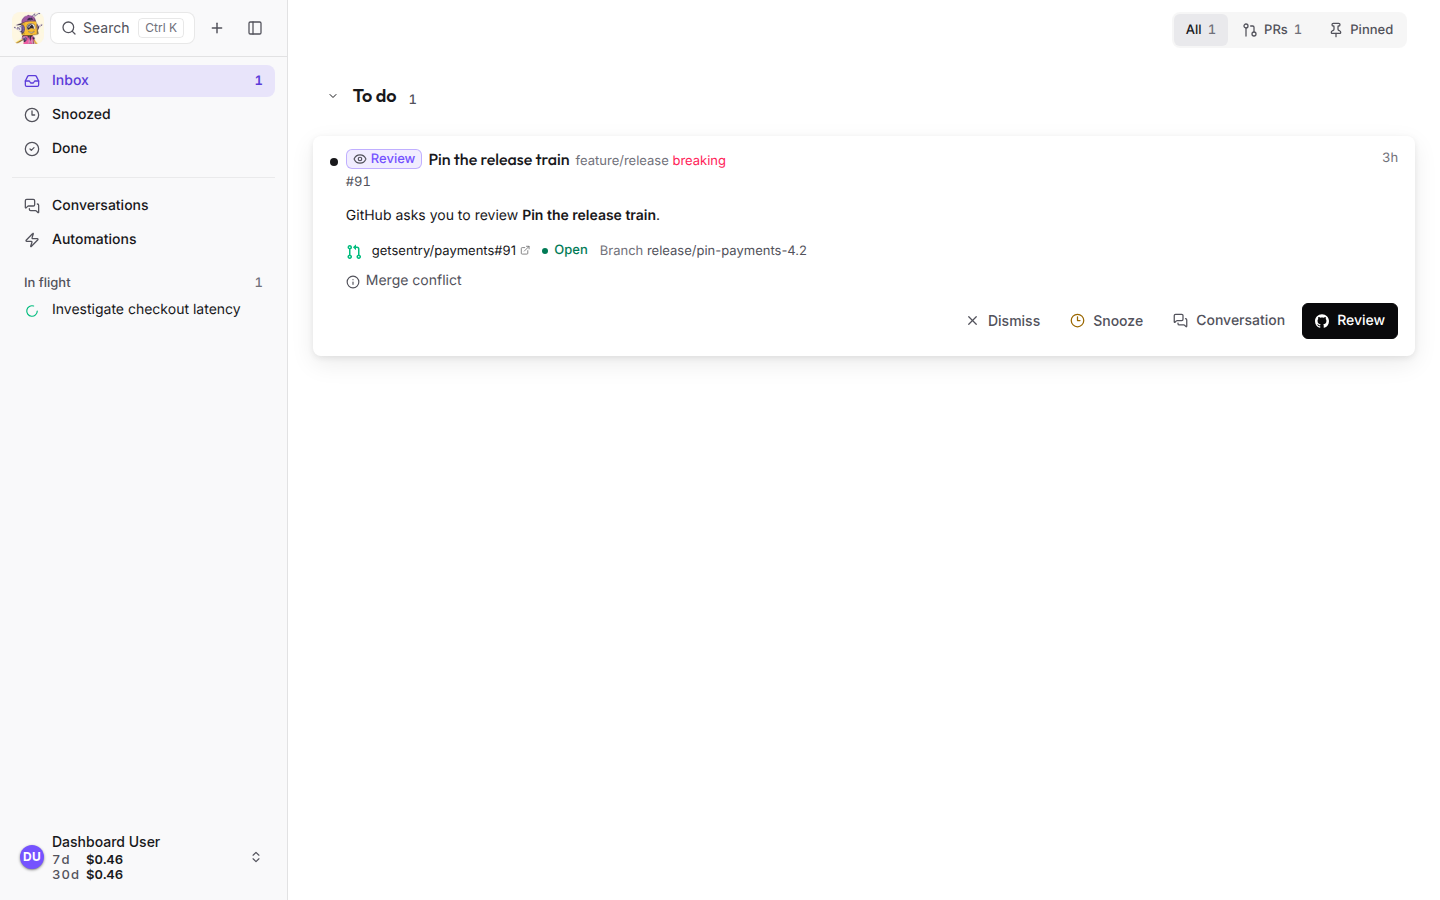 Search Ctrl K
Inbox 1
Snoozed
Done
Conversations
Automations
In flight 1
Investigate checkout latency
DU
Dashboard User
7d $0.46
30d $0.46
All 1 PRs 1 Pinned
To do 1
Review Pin the release train feature/release breaking 3h
#91
GitHub asks you to review Pin the release train.
getsentry/payments#91 Open Branch release/pin-payments-4.2
Merge conflict
Dismiss Snooze Conversation Review